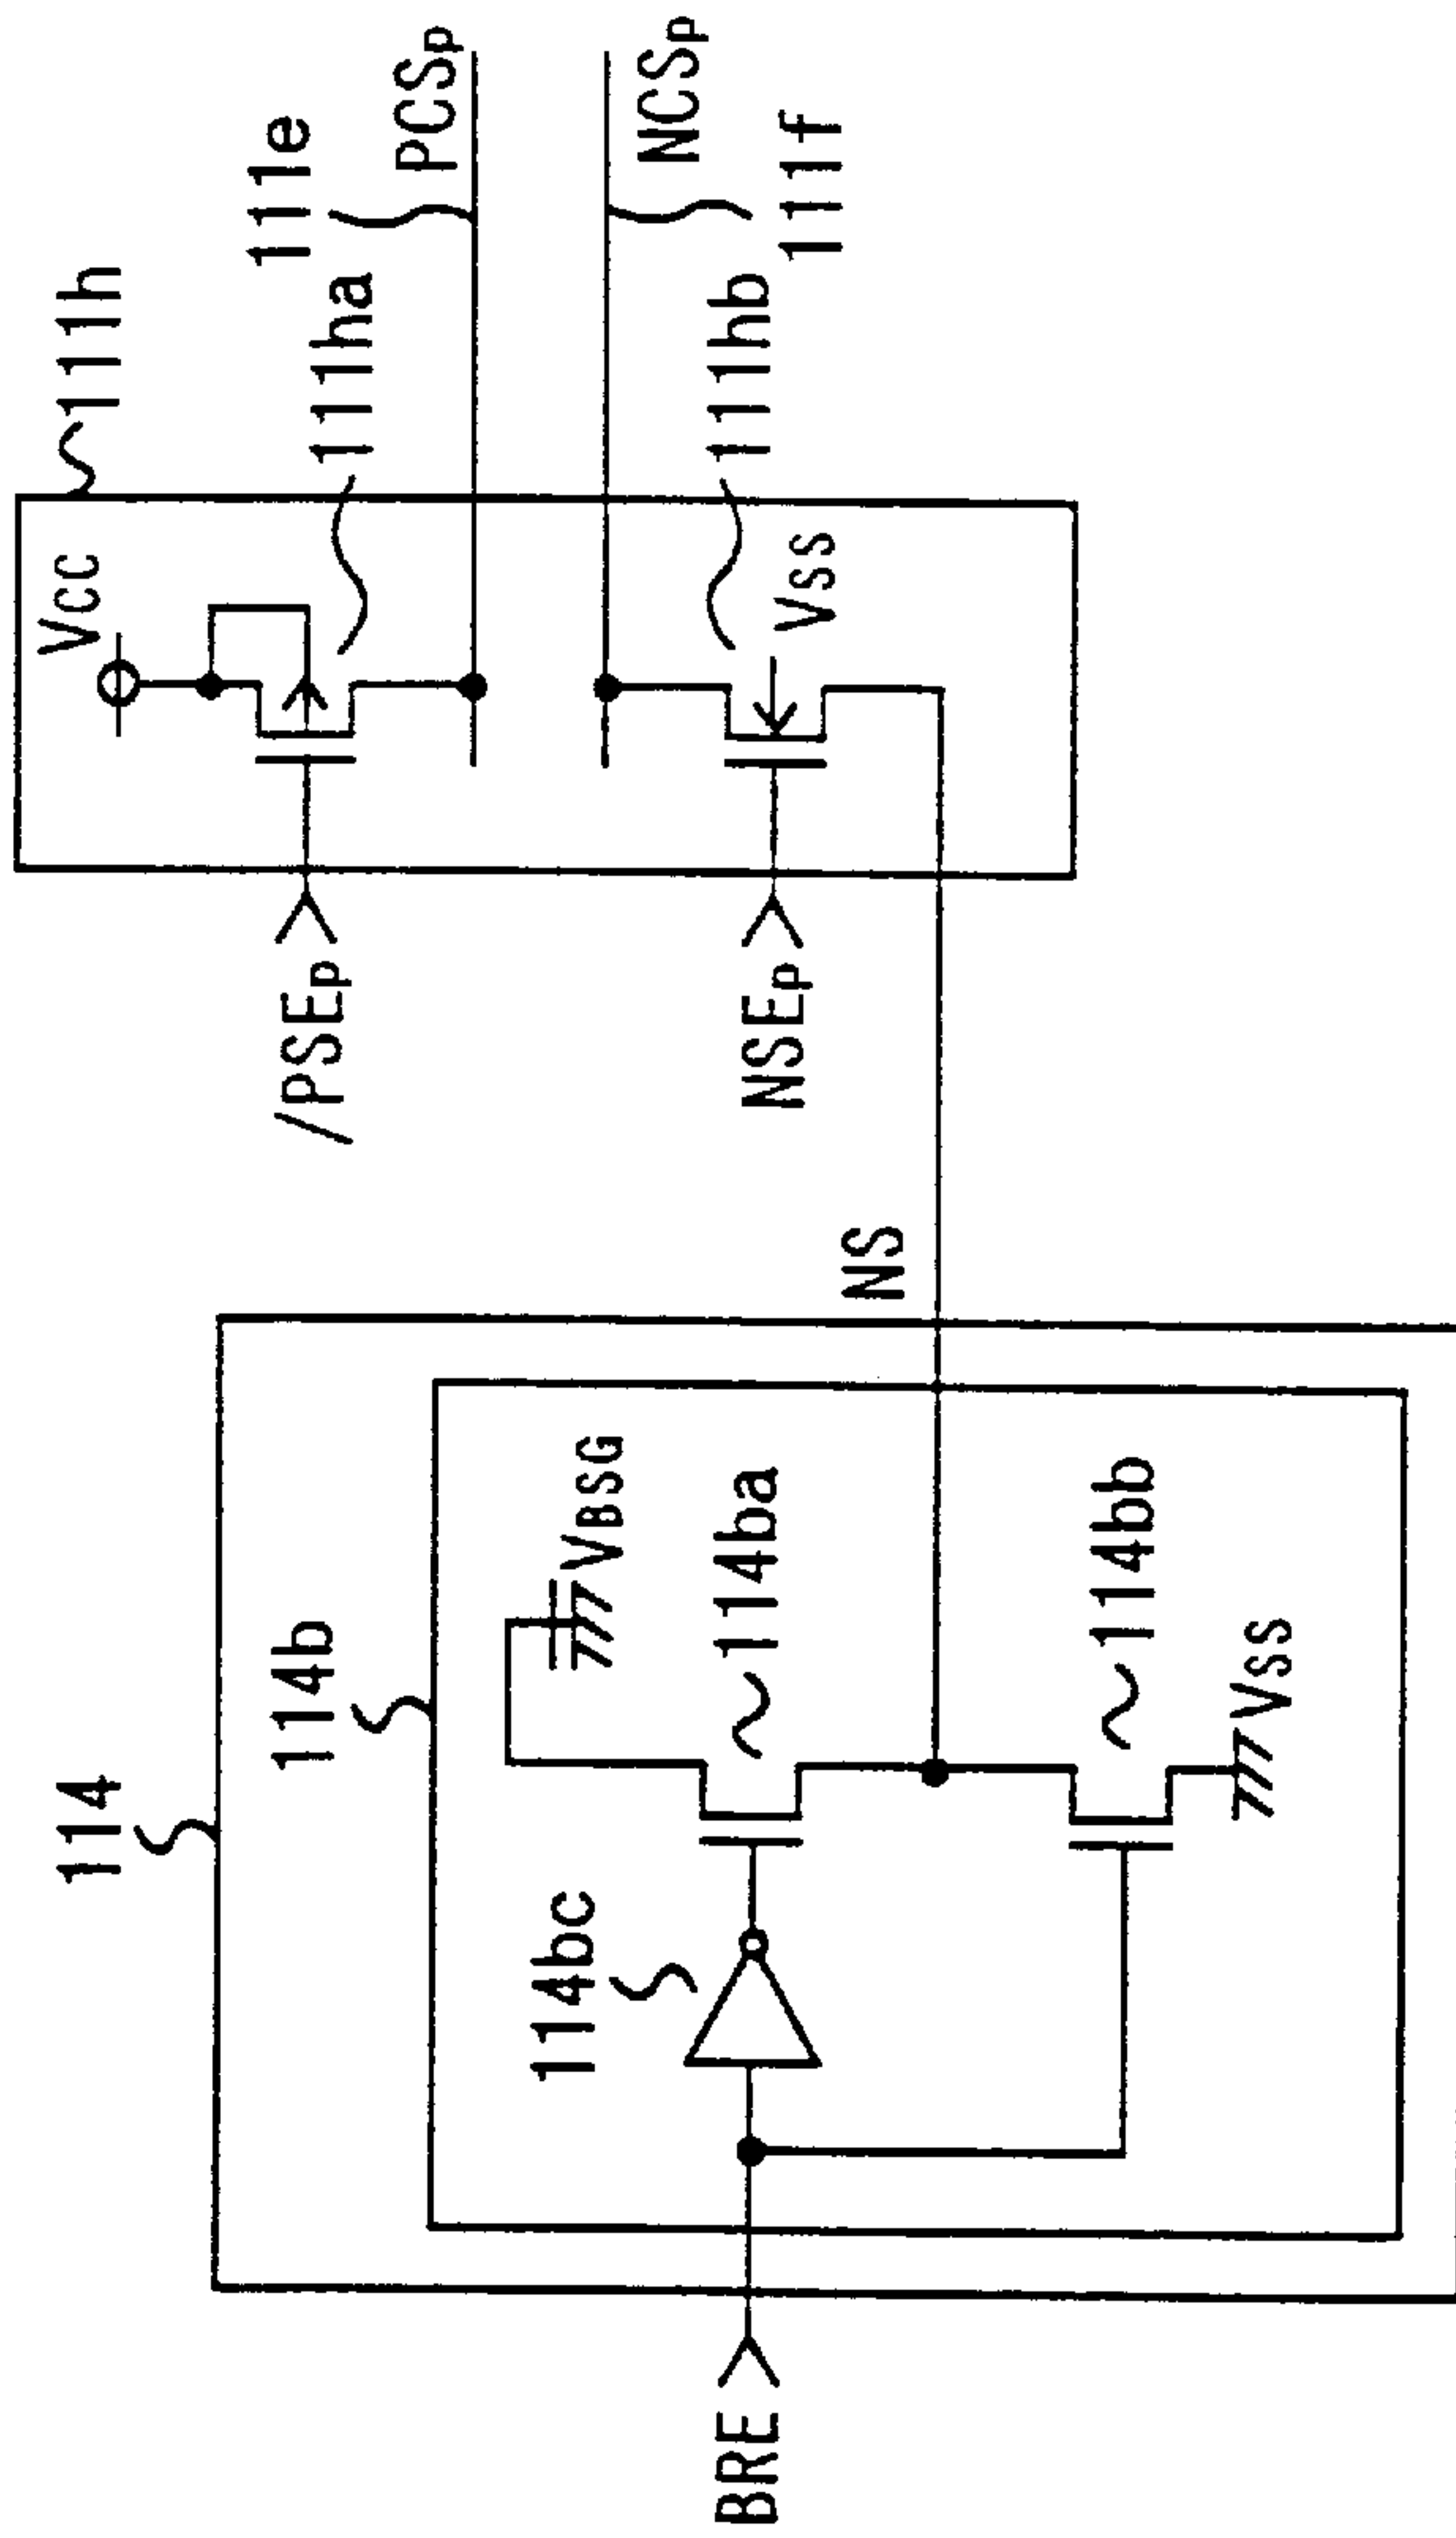 114
114b
114bc
VBSG
114ba
114bb
VSS
BRE
NS
111h
VCC
111e
PCSp
111ha
/PSEp
NCSp
111f
111hb
NSEp
VSS